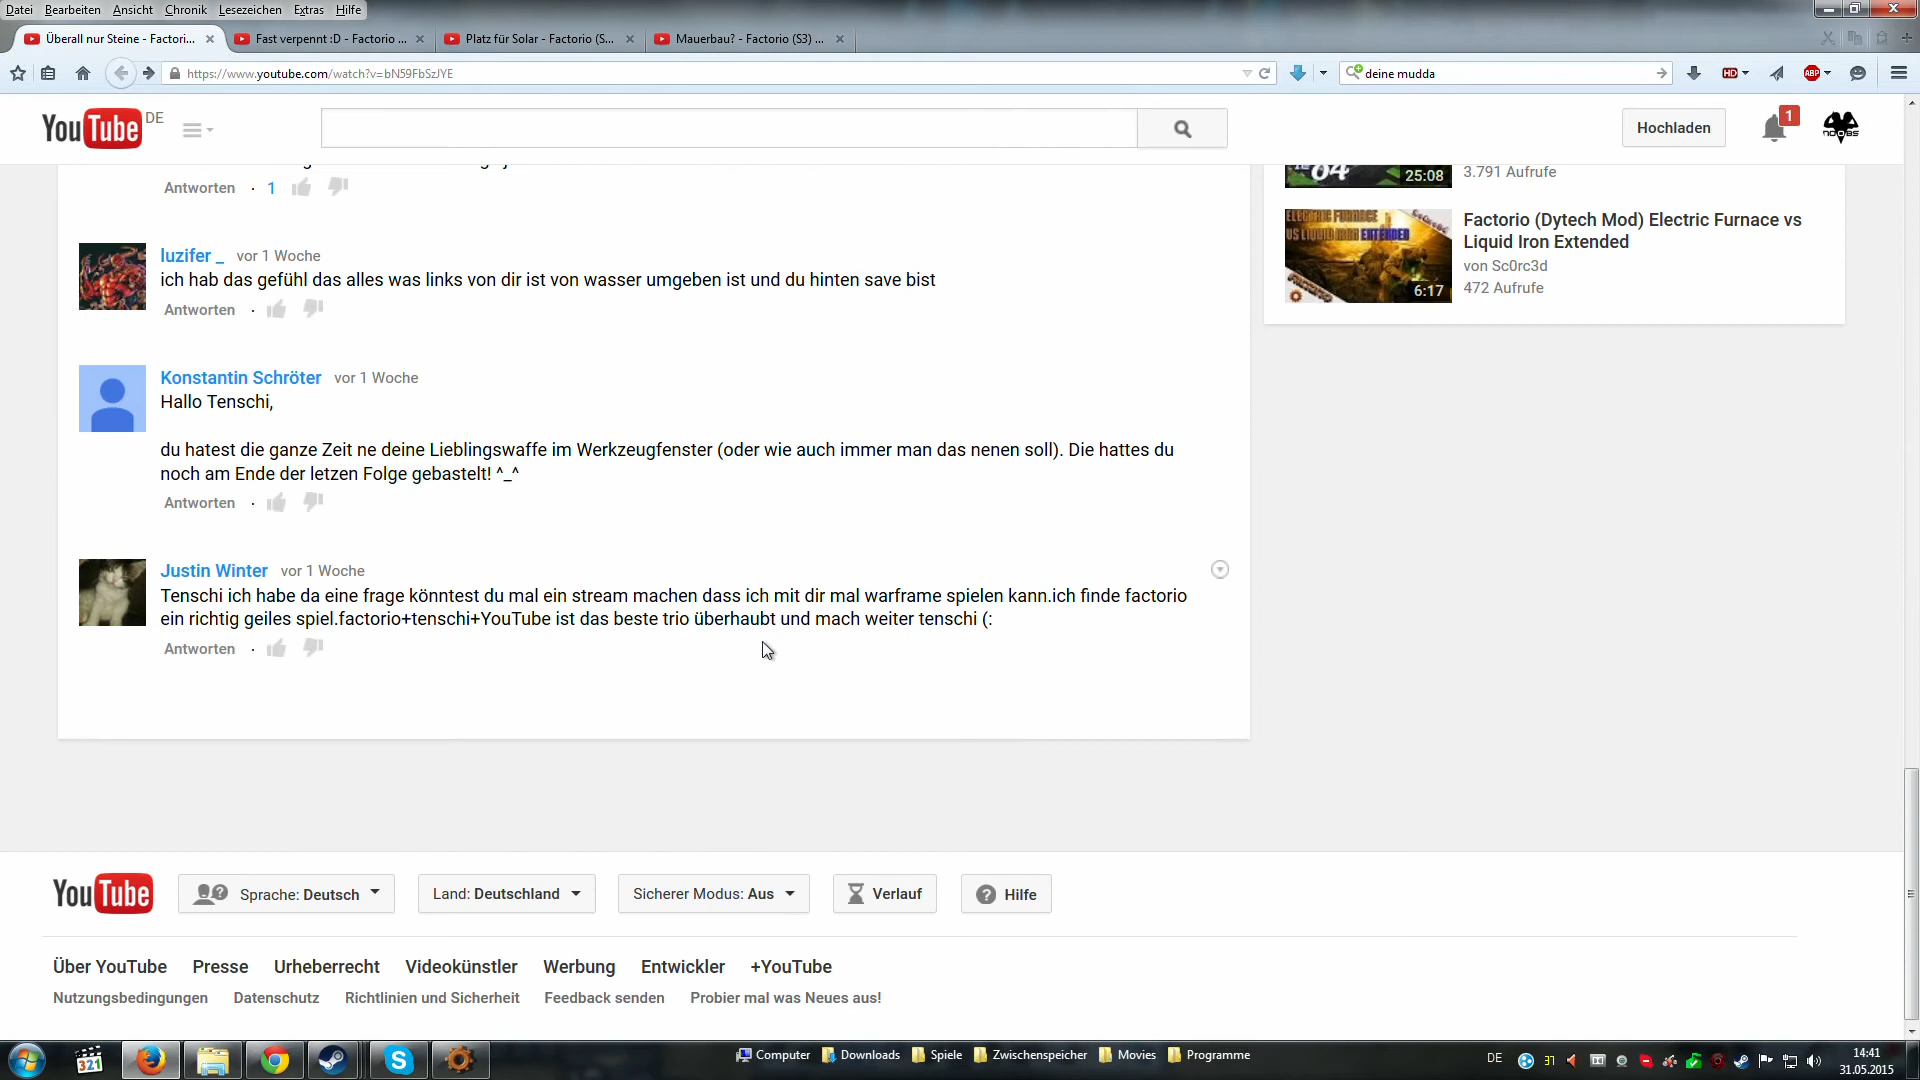 Datei Bearbeiten Ansicht Chronik Lesezeichen Extras Hilfe
Überall nur Steine - Factori... Fast verpennt :D - Factorio ... Platz für Solar - Factorio (S... Mauerbau? - Factorio (S3) ...
https://www.youtube.com/watch?v=bN59FbSzJYE
deine mudda
HD
ABP
YouTube DE
Hochladen
1
Antworten · 1
25:08
3.791 Aufrufe
luzifer _ vor 1 Woche
ich hab das gefühl das alles was links von dir ist von wasser umgeben ist und du hinten save bist
Antworten ·
ELECTRIC FURNACE
VS LIQUID IRON EXTENDED
6:17
Factorio (Dytech Mod) Electric Furnace vs
Liquid Iron Extended
von Sc0rc3d
472 Aufrufe
Konstantin Schröter vor 1 Woche
Hallo Tenschi,
du hatest die ganze Zeit ne deine Lieblingswaffe im Werkzeugfenster (oder wie auch immer man das nenen soll). Die hattes du
noch am Ende der letzen Folge gebastelt! ^_^
Antworten ·
Justin Winter vor 1 Woche
Tenschi ich habe da eine frage könntest du mal ein stream machen dass ich mit dir mal warframe spielen kann.ich finde factorio
ein richtig geiles spiel.factorio+tenschi+YouTube ist das beste trio überhaubt und mach weiter tenschi (:
Antworten ·
YouTube Sprache: Deutsch Land: Deutschland Sicherer Modus: Aus Verlauf Hilfe
Über YouTube Presse Urheberrecht Videokünstler Werbung Entwickler +YouTube
Nutzungsbedingungen Datenschutz Richtlinien und Sicherheit Feedback senden Probier mal was Neues aus!
321
Computer Downloads Spiele Zwischenspeicher Movies Programme
DE
14:41
31.05.2015